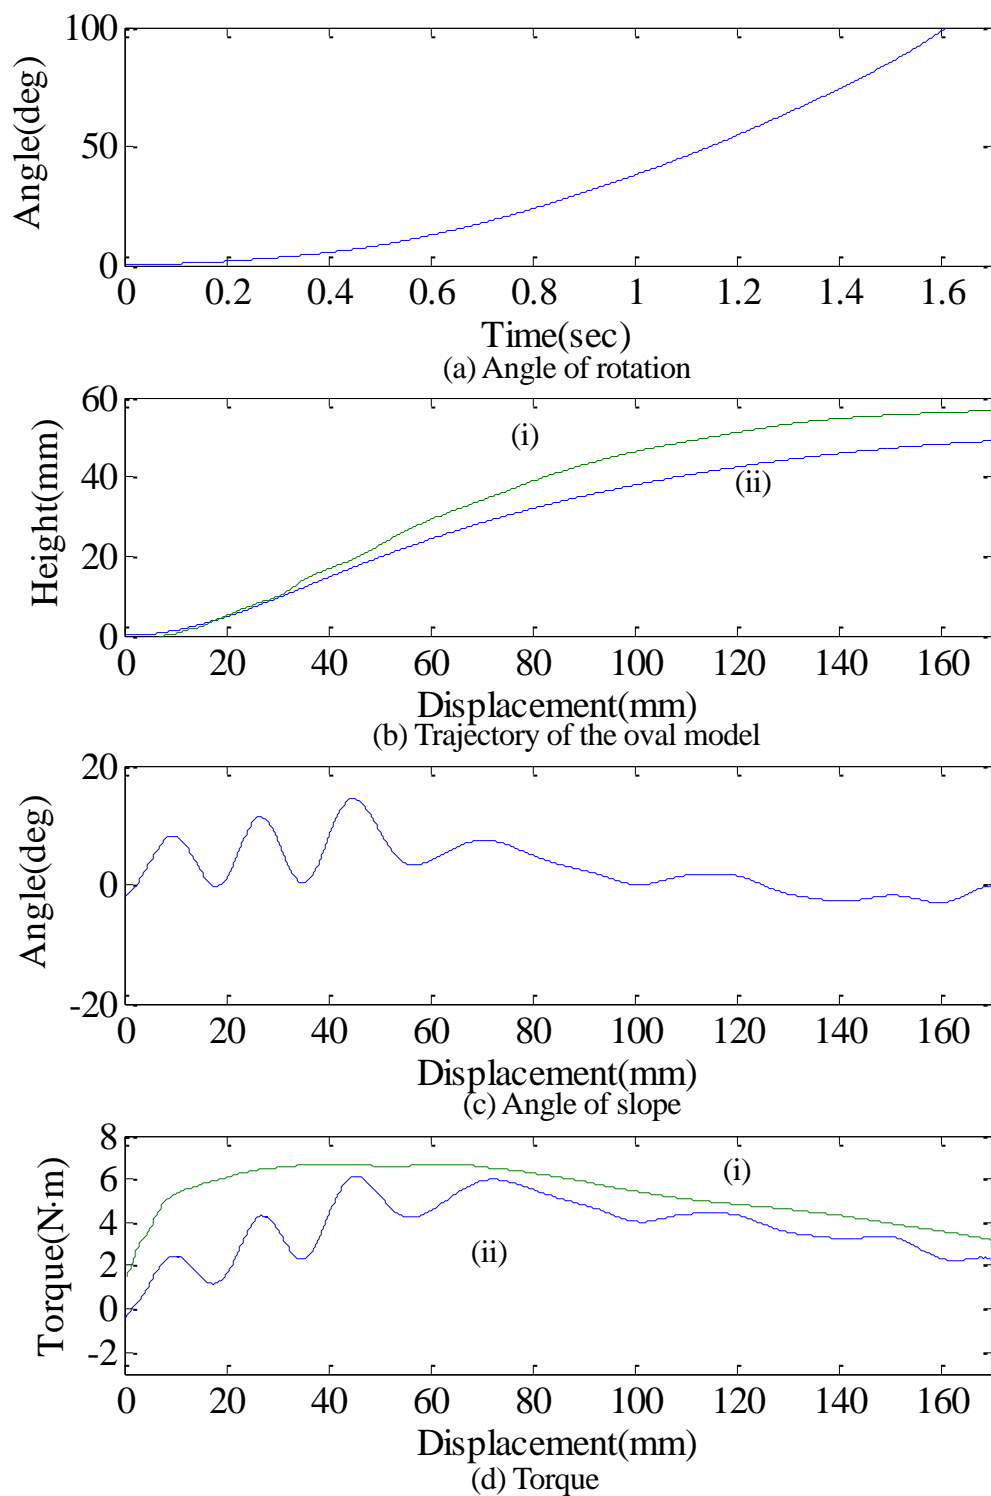 100
50
0
Angle(deg)
0 0.2 0.4 0.6 0.8 1 1.2 1.4 1.6
Time(sec)
(a) Angle of rotation
60
40
20
0
Height(mm)
(i)
(ii)
0 20 40 60 80 100 120 140 160
Displacement(mm)
(b) Trajectory of the oval model
20
0
-20
Angle(deg)
0 20 40 60 80 100 120 140 160
Displacement(mm)
(c) Angle of slope
8
6
4
2
0
-2
Torque(N·m)
(i)
(ii)
0 20 40 60 80 100 120 140 160
Displacement(mm)
(d) Torque